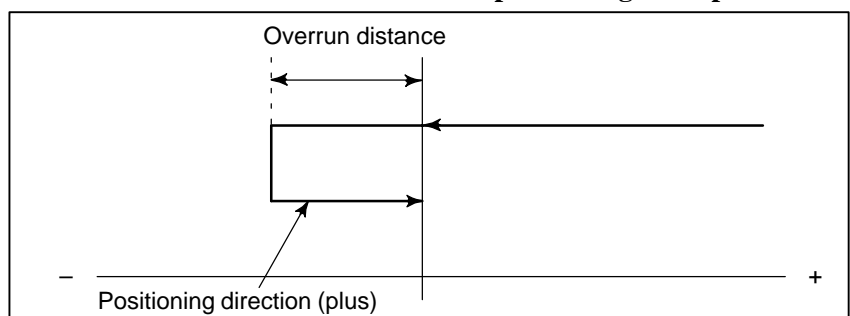 Overrun distance
– +
Positioning direction (plus)